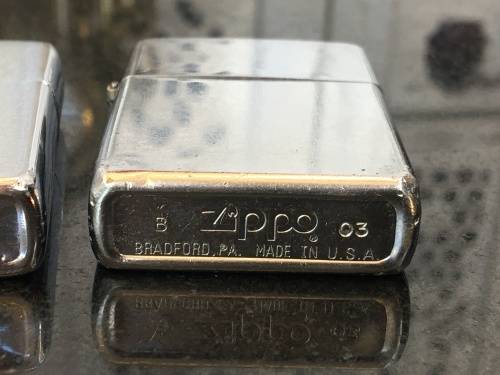 B Zippo® 03
BRADFORD, PA. MADE IN U.S.A.